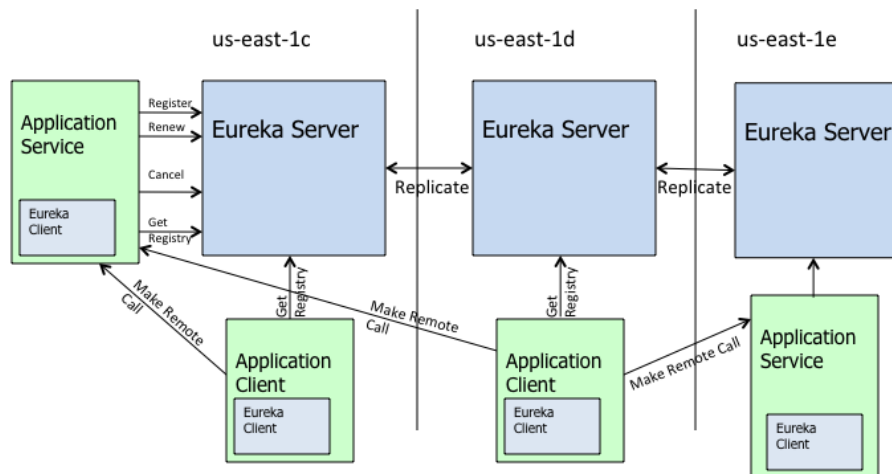 us-east-1c
us-east-1d
us-east-1e
Application
Service
Eureka
Client
Register
Renew
Cancel
Get
Registry
Eureka Server
Replicate
Eureka Server
Replicate
Eureka Server
Make Remote
Call
Get
Registry
Make Remote
Call
Get
Registry
Make Remote Call
Application
Client
Eureka
Client
Application
Client
Eureka
Client
Application
Service
Eureka
Client